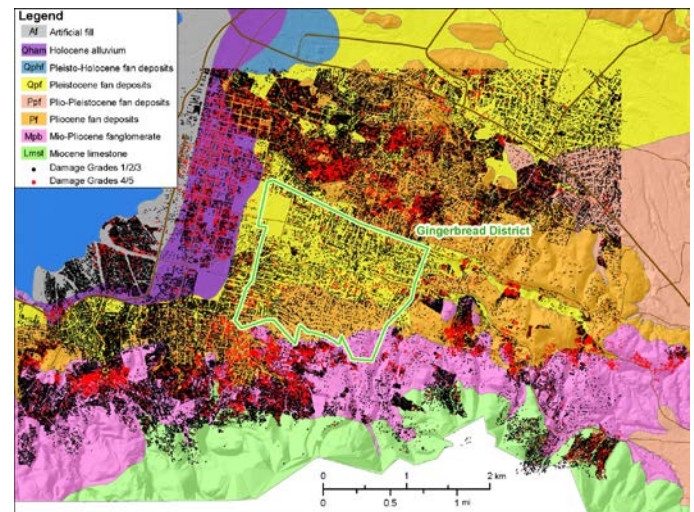 Legend
Af Artificial fill
Qham Holocene alluvium
Qphf Pleisto-Holocene fan deposits
Qpf Pleistocene fan deposits
Ppf Plio-Pleistocene fan deposits
Pf Pliocene fan deposits
Mpb Mio-Pliocene fanglomerate
Lmst Miocene limestone
Damage Grades 1/2/3
Damage Grades 4/5
Gingerbread District
0 1 2 km
0 0.5 1 mi